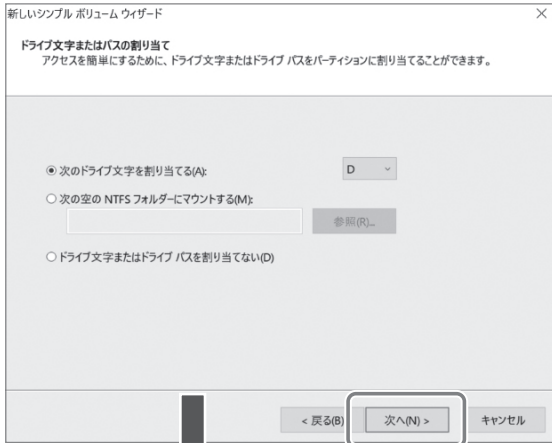 新しいシンプル ボリューム ウィザード
ドライブ文字またはパスの割り当て
アクセスを簡単にするために、ドライブ文字またはドライブ パスをパーティションに割り当てることができます。
次のドライブ文字を割り当てる(A):
D
次の空の NTFS フォルダーにマウントする(M):
参照(R)...
ドライブ文字またはドライブ パスを割り当てない(D)
< 戻る(B)
次へ(N) >
キャンセル